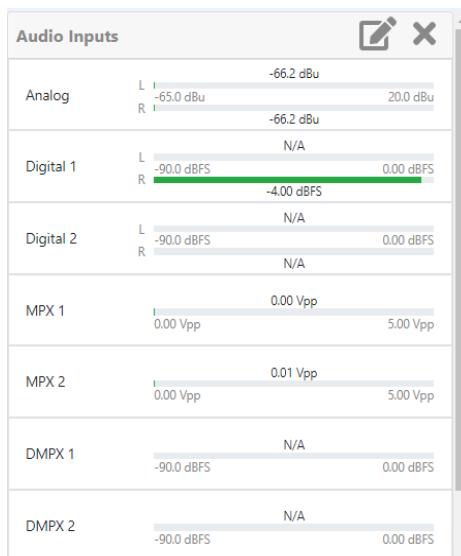 Audio Inputs
Analog
L
R
-66.2 dBu
-65.0 dBu 20.0 dBu
-66.2 dBu
Digital 1
L
R
N/A
-90.0 dBFS 0.00 dBFS
-4.00 dBFS
Digital 2
L
R
N/A
-90.0 dBFS 0.00 dBFS
N/A
MPX 1
0.00 Vpp
0.00 Vpp 5.00 Vpp
MPX 2
0.01 Vpp
0.00 Vpp 5.00 Vpp
DMPX 1
N/A
-90.0 dBFS 0.00 dBFS
DMPX 2
N/A
-90.0 dBFS 0.00 dBFS